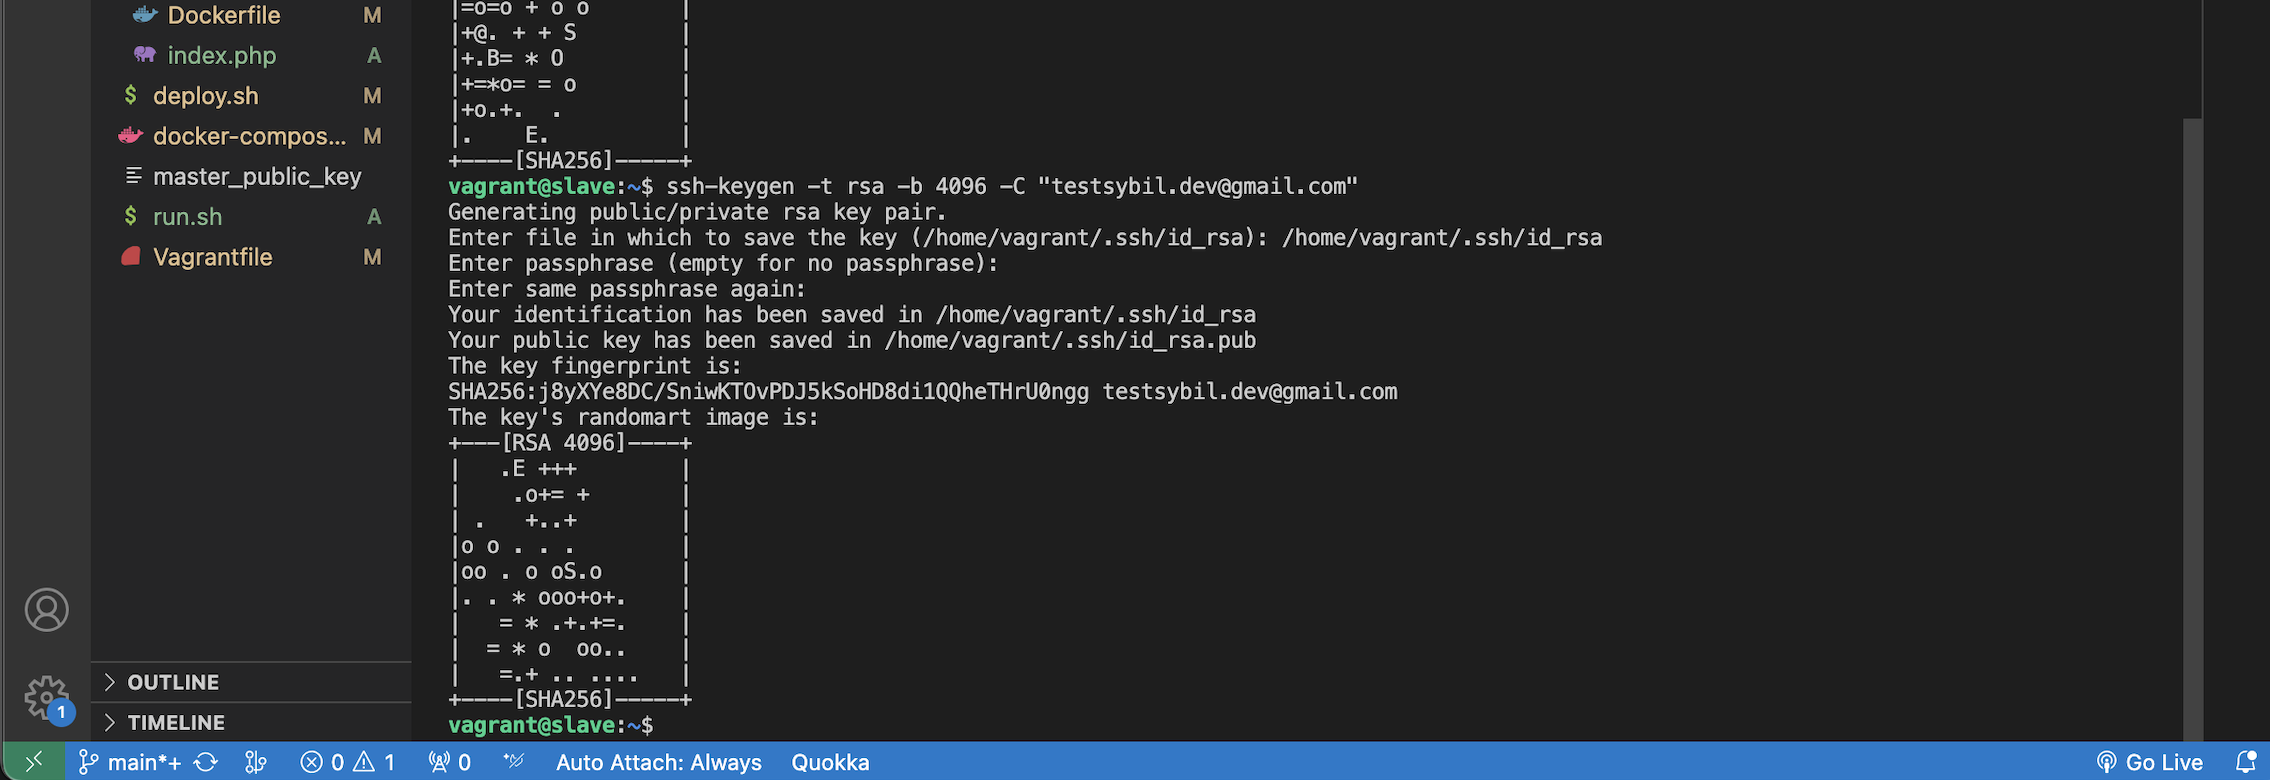 Dockerfile M
index.php A
deploy.sh M
docker-compos... M
master_public_key
run.sh A
Vagrantfile M
OUTLINE
TIMELINE
|=o=o + o o       |
|+@. + + S        |
|+.B= * O         |
|+=*o= = o        |
|+o.+.  .         |
|.    E.          |
+----[SHA256]-----+
vagrant@slave:~$ ssh-keygen -t rsa -b 4096 -C "testsybil.dev@gmail.com"
Generating public/private rsa key pair.
Enter file in which to save the key (/home/vagrant/.ssh/id_rsa): /home/vagrant/.ssh/id_rsa
Enter passphrase (empty for no passphrase):
Enter same passphrase again:
Your identification has been saved in /home/vagrant/.ssh/id_rsa
Your public key has been saved in /home/vagrant/.ssh/id_rsa.pub
The key fingerprint is:
SHA256:j8yXYe8DC/SniwKTOvPDJ5kSoHD8di1QQheTHrU0ngg testsybil.dev@gmail.com
The key's randomart image is:
+---[RSA 4096]----+
|   .E +++        |
|    .o+= +       |
| .   +..+        |
|o o . . .        |
|oo . o oS.o      |
|. . * ooo+o+.    |
|   = * .+.+=.    |
|  = * o  oo..    |
|   =.+ .. ....   |
+----[SHA256]-----+
vagrant@slave:~$
1
main*+ 0 1 0 Auto Attach: Always Quokka Go Live